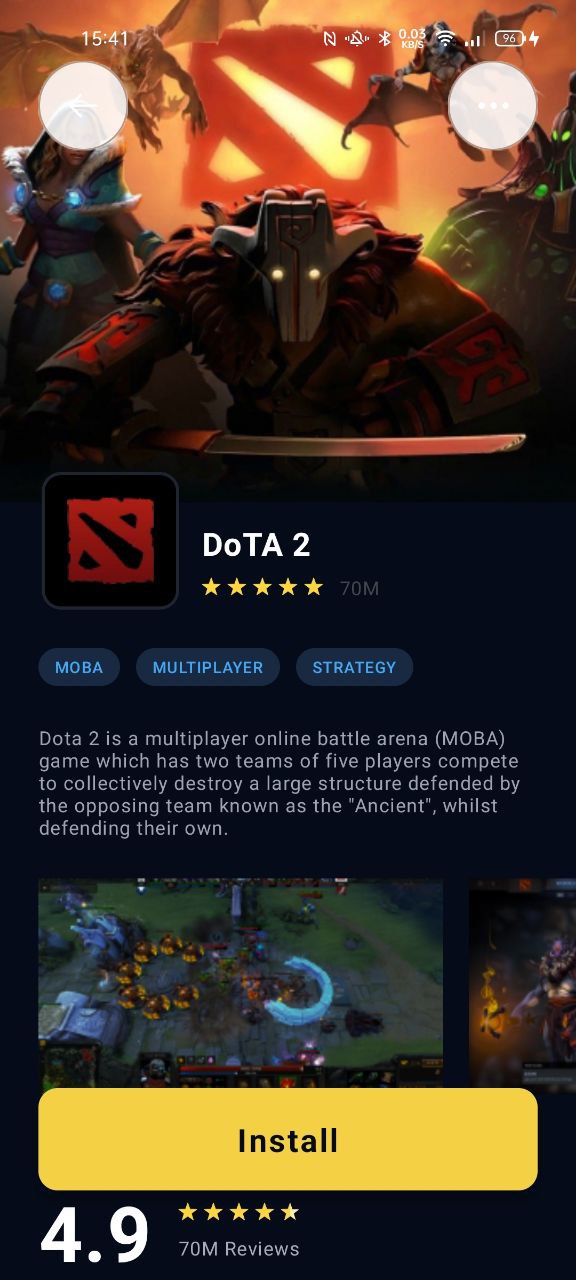 15:41
0.03
KB/S
96
DoTA 2
70M
MOBA
MULTIPLAYER
STRATEGY
Dota 2 is a multiplayer online battle arena (MOBA)
game which has two teams of five players compete
to collectively destroy a large structure defended by
the opposing team known as the "Ancient", whilst
defending their own.
Install
4.9
70M Reviews